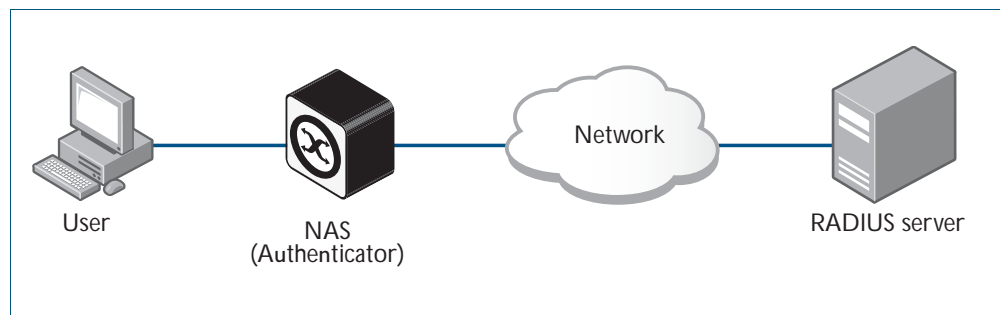 User
NAS
(Authenticator)
Network
RADIUS server